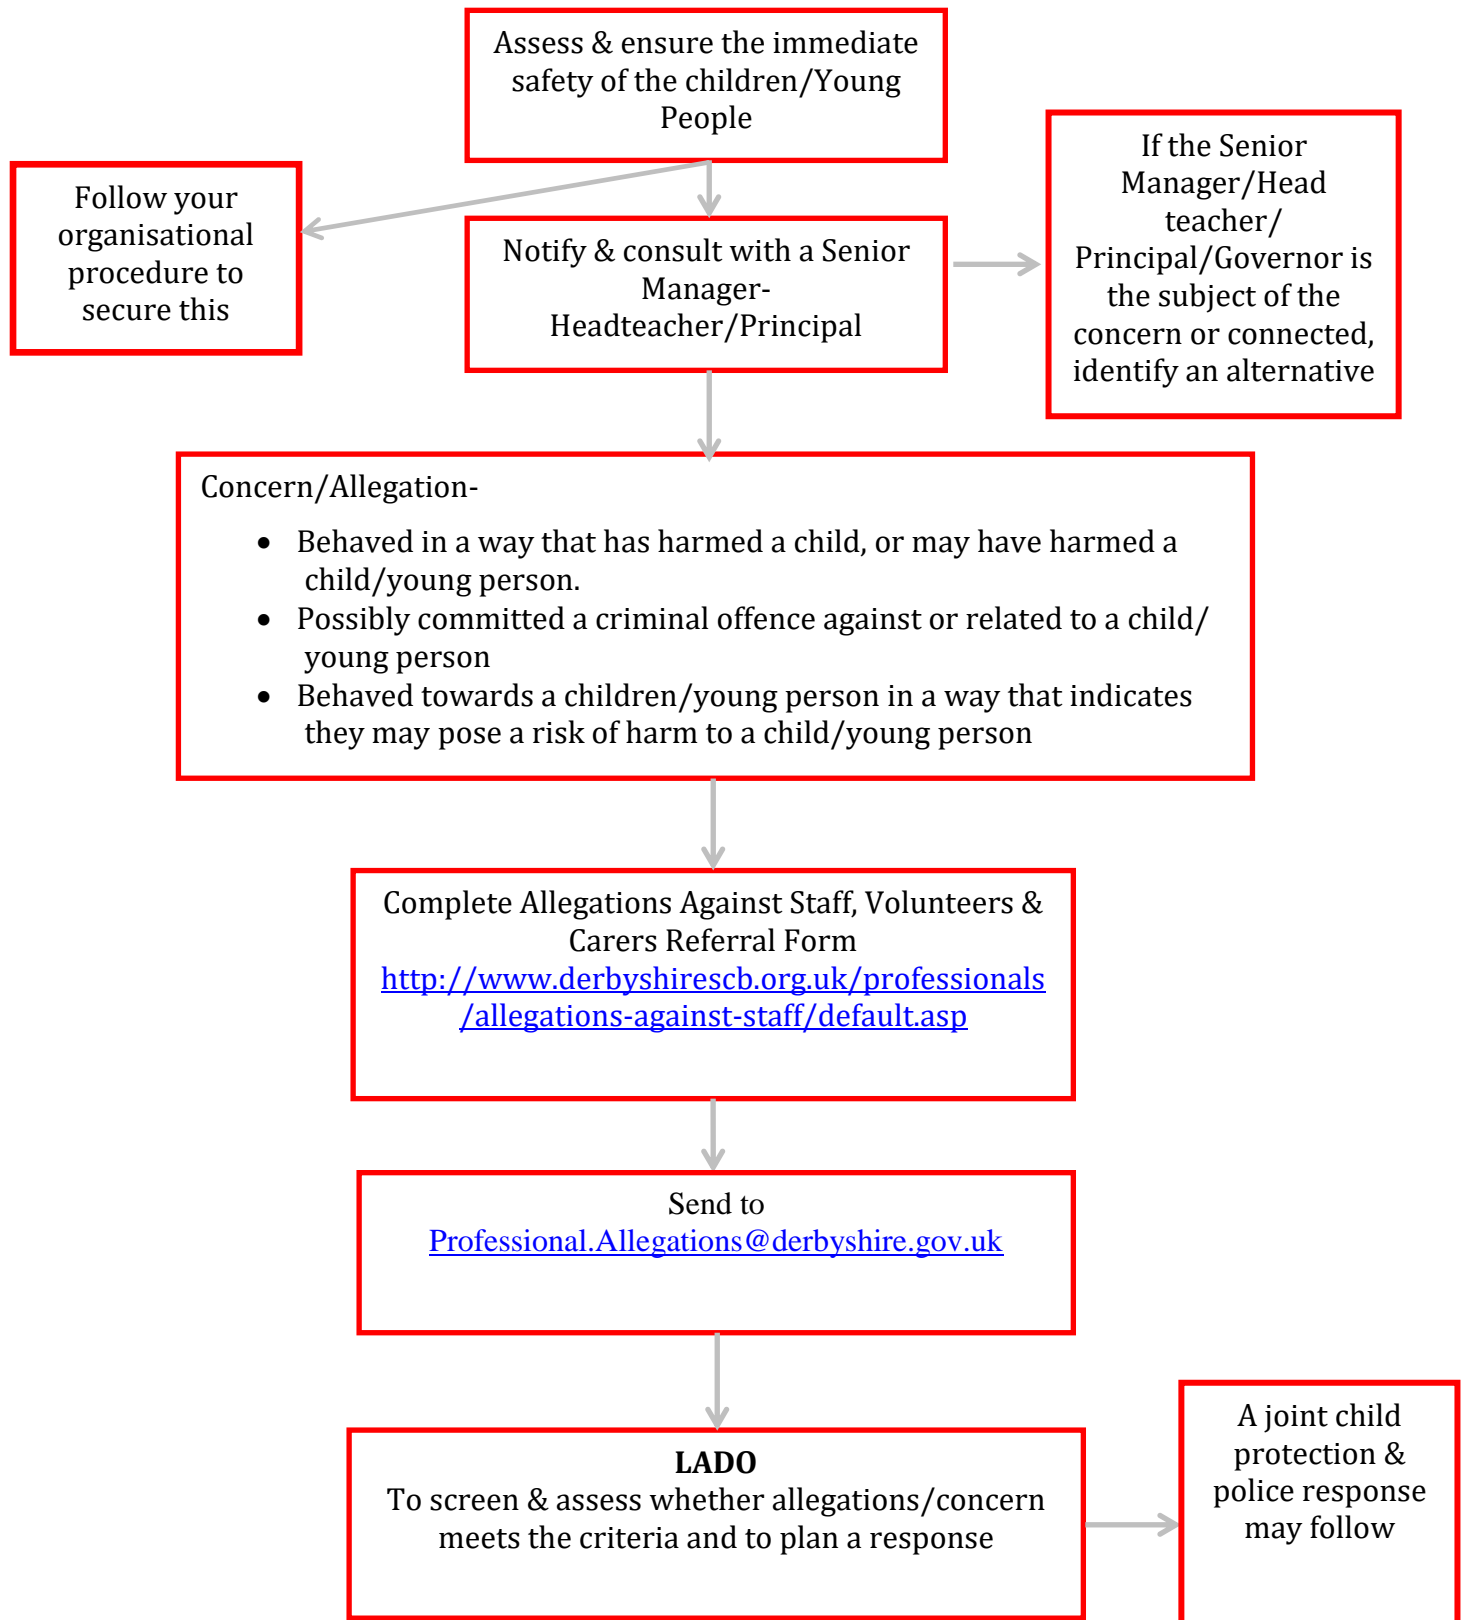 Assess & ensure the immediate
safety of the children/Young
People
Follow your
organisational
procedure to
secure this
Notify & consult with a Senior
Manager-
Headteacher/Principal
If the Senior
Manager/Head
teacher/
Principal/Governor is
the subject of the
concern or connected,
identify an alternative
Concern/Allegation-
• Behaved in a way that has harmed a child, or may have harmed a
child/young person.
• Possibly committed a criminal offence against or related to a child/
young person
• Behaved towards a children/young person in a way that indicates
they may pose a risk of harm to a child/young person
Complete Allegations Against Staff, Volunteers &
Carers Referral Form
http://www.derbyshirescb.org.uk/professionals
/allegations-against-staff/default.asp
Send to
Professional.Allegations@derbyshire.gov.uk
LADO
To screen & assess whether allegations/concern
meets the criteria and to plan a response
A joint child
protection &
police response
may follow